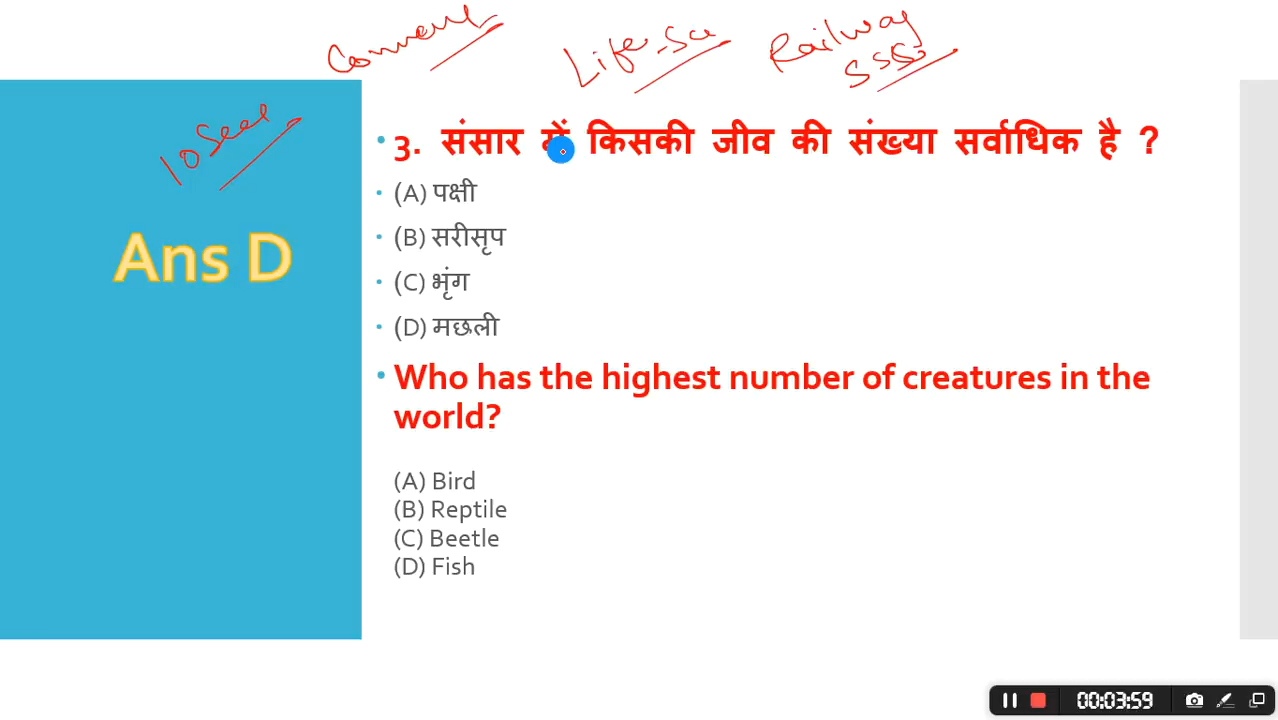 Comment
Life-Sci
Railway
SSC
10 Sec
Ans D
3. संसार में किसकी जीव की संख्या सर्वाधिक है ?
(A) पक्षी
(B) सरीसृप
(C) भृंग
(D) मछली
Who has the highest number of creatures in the
world?
(A) Bird
(B) Reptile
(C) Beetle
(D) Fish
00:03:59